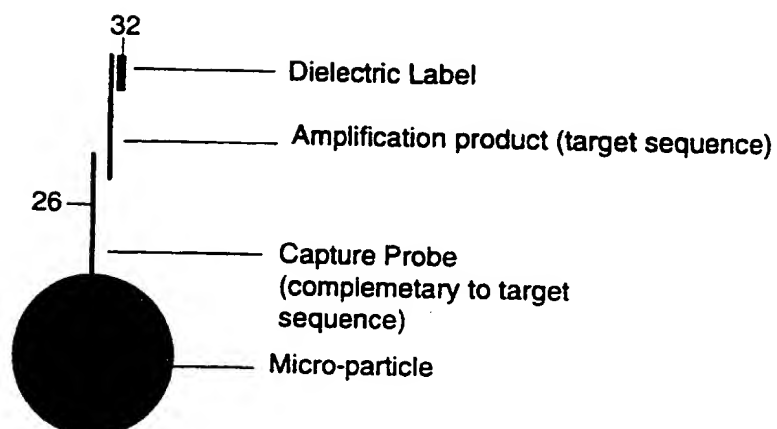 32
Dielectric Label
Amplification product (target sequence)
26
Capture Probe
(complemetary to target
sequence)
Micro-particle